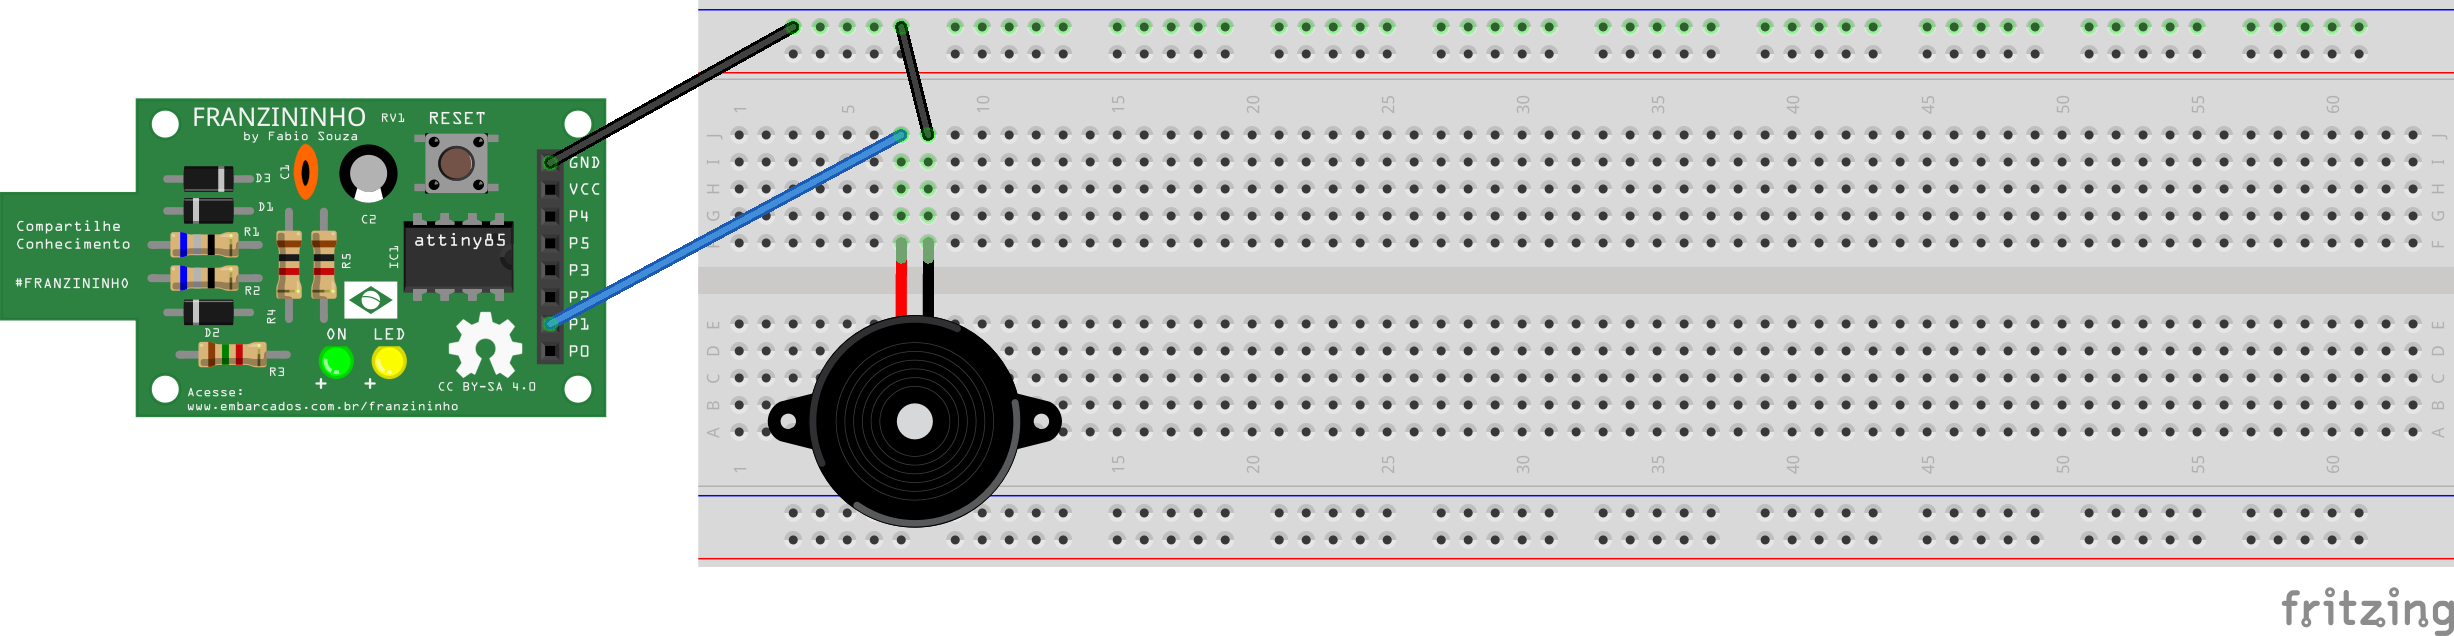 FRANZININHO
by Fabio Souza
RV1
RESET
C1
D3
D1
C2
R1
R2
R4
R5
D2
R3
IC1
attiny85
Compartilhe
Conhecimento
#FRANZININHO
ON
LED
+
+
CC BY-SA 4.0
Acesse:
www.embarcados.com.br/franzininho
GND
VCC
P4
P5
P3
P2
P1
P0
1 5 10 15 20 25 30 35 40 45 50 55 60
J J
I I
H H
G G
F
E E
D D
C C
B B
A A
1 15 20 25 30 35 40 45 50 55 60
fritzing